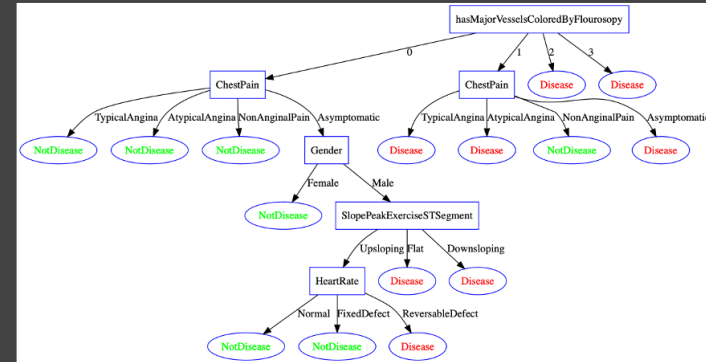 hasMajorVesselsColoredByFlourosopy
0
1
2
3
ChestPain
ChestPain
Disease
Disease
TypicalAngina
AtypicalAngina
NonAnginalPain
Asymptomatic
TypicalAngina
AtypicalAngina
NonAnginalPain
Asymptomatic
NotDisease
NotDisease
NotDisease
Gender
Disease
Disease
NotDisease
Disease
Female
Male
NotDisease
SlopePeakExerciseSTSegment
Upsloping
Flat
Downsloping
HeartRate
Disease
Disease
Normal
FixedDefect
ReversableDefect
NotDisease
NotDisease
Disease